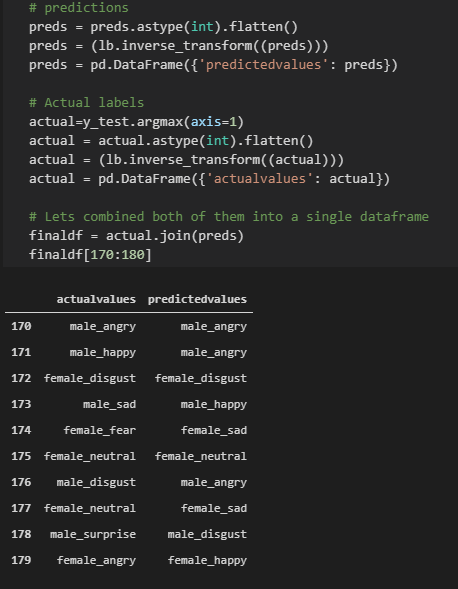 # predictions
preds = preds.astype(int).flatten()
preds = (lb.inverse_transform((preds)))
preds = pd.DataFrame({'predictedvalues': preds})
# Actual labels
actual=y_test.argmax(axis=1)
actual = actual.astype(int).flatten()
actual = (lb.inverse_transform((actual)))
actual = pd.DataFrame({'actualvalues': actual})
# Lets combined both of them into a single dataframe
finaldf = actual.join(preds)
finaldf[170:180]
actualvalues predictedvalues
170 male_angry male_angry
171 male_happy male_angry
172 female_disgust female_disgust
173 male_sad male_happy
174 female_fear female_sad
175 female_neutral female_neutral
176 male_disgust male_angry
177 female_neutral female_sad
178 male_surprise male_disgust
179 female_angry female_happy